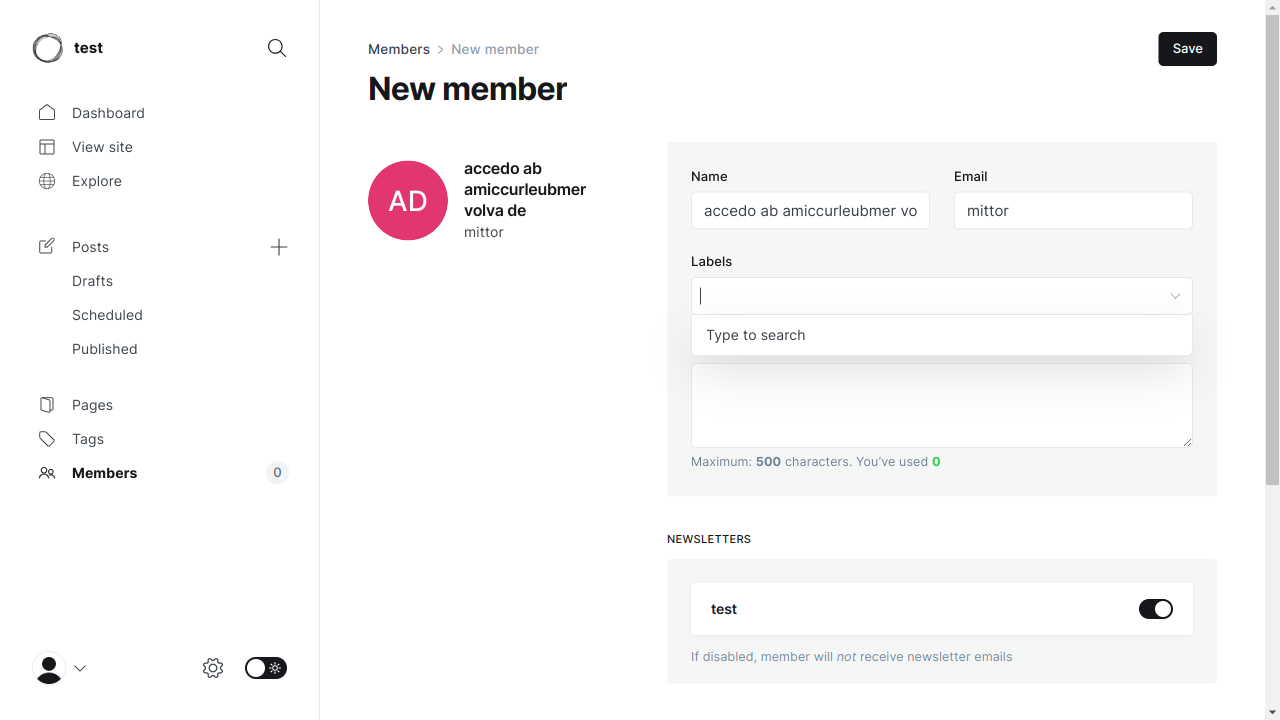 test
Dashboard
View site
Explore
Posts
Drafts
Scheduled
Published
Pages
Tags
Members 0
Members > New member
Save
New member
AD
accedo ab
amiccurleubmer
volva de
mittor
Name
accedo ab amiccurleubmer vo
Email
mittor
Labels
Type to search
Maximum: 500 characters. You’ve used 0
NEWSLETTERS
test
If disabled, member will not receive newsletter emails